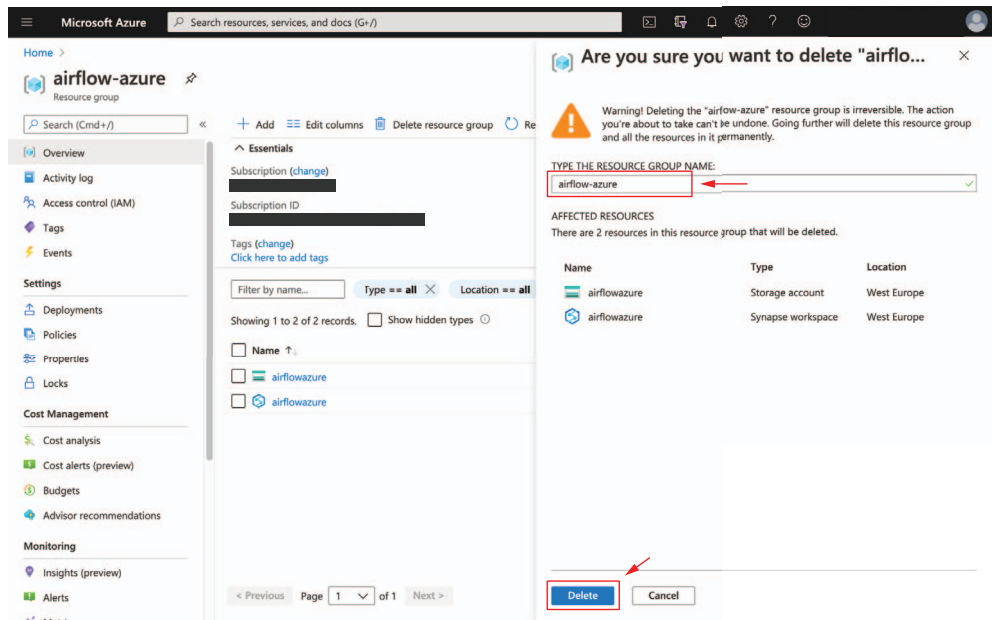 Microsoft Azure
Search resources, services, and docs (G+/)
Home >
airflow-azure
Resource group
Search (Cmd+/)
«
Overview
Activity log
Access control (IAM)
Tags
Events
Settings
Deployments
Policies
Properties
Locks
Cost Management
Cost analysis
Cost alerts (preview)
Budgets
Advisor recommendations
Monitoring
Insights (preview)
Alerts
+ Add
Edit columns
Delete resource group
Re
Essentials
Subscription (change)
Subscription ID
Tags (change)
Click here to add tags
Filter by name...
Type == all
Location == all
Showing 1 to 2 of 2 records.
Show hidden types
Name ↑↓
airflowazure
airflowazure
< Previous
Page 1 of 1
Next >
Are you sure you want to delete "airflo...
Warning! Deleting the "airflow-azure" resource group is irreversible. The action
you're about to take can't be undone. Going further will delete this resource group
and all the resources in it permanently.
TYPE THE RESOURCE GROUP NAME:
airflow-azure
AFFECTED RESOURCES
There are 2 resources in this resource group that will be deleted.
Name Type Location
airflowazure Storage account West Europe
airflowazure Synapse workspace West Europe
Delete
Cancel